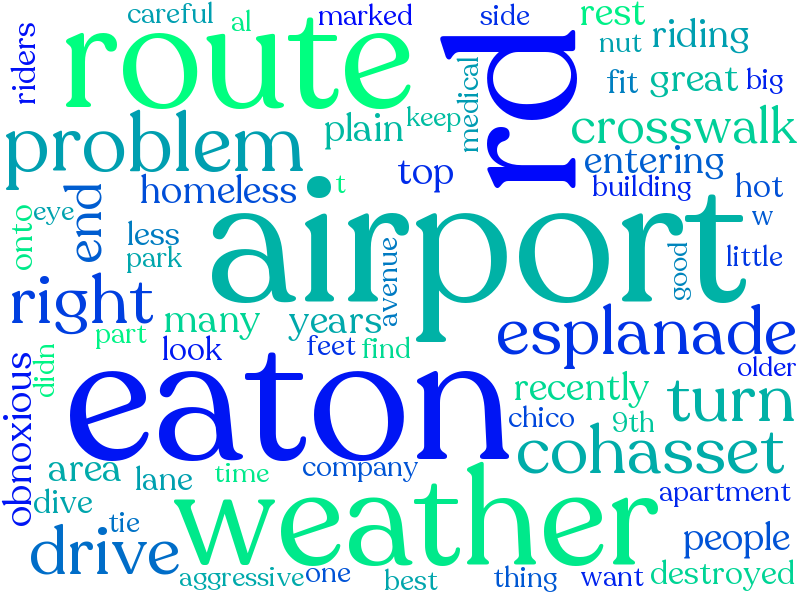 careful
al
marked
side
rest
riders
route
rd
nut
riding
fit
great
big
medical
problem
plain
keep
crosswalk
entering
homeless
t
top
building
hot
w
end
onto
eye
less
park
airport
avenue
good
little
right
many
years
esplanade
part
look
feet
find
older
didn
obnoxious
eaton
recently
turn
chico
9th
cohasset
area
lane
time
company
apartment
dive
weather
tie
drive
people
aggressive
one
best
thing
want
destroyed